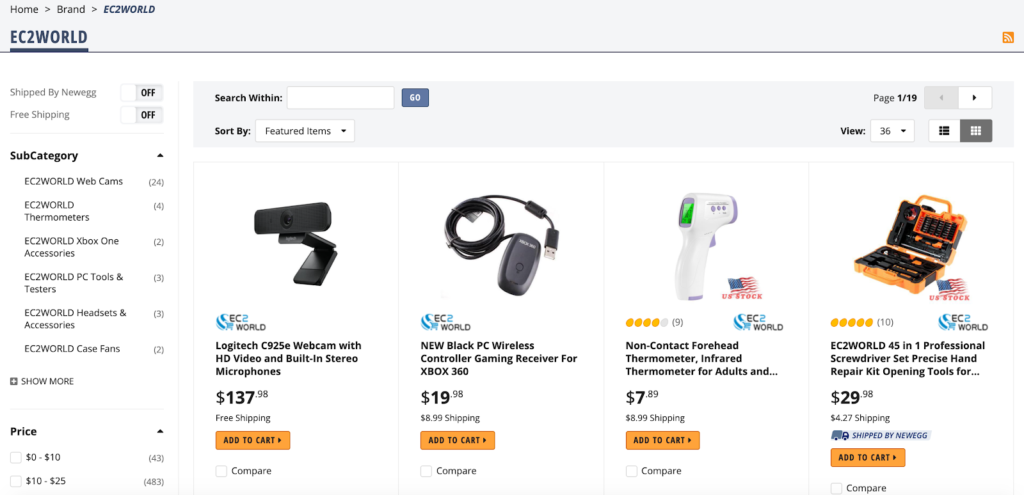 Home > Brand > EC2WORLD
EC2WORLD
Shipped By Newegg OFF
Free Shipping OFF
SubCategory
EC2WORLD Web Cams (24)
EC2WORLD
Thermometers (4)
EC2WORLD Xbox One
Accessories (2)
EC2WORLD PC Tools &
Testers (3)
EC2WORLD Headsets &
Accessories (3)
EC2WORLD Case Fans (2)
SHOW MORE
Price
$0 - $10 (43)
$10 - $25 (483)
Search Within: GO
Page 1/19
Sort By: Featured Items
View: 36
EC2
WORLD
Logitech C925e Webcam with
HD Video and Built-In Stereo
Microphones
$137.98
Free Shipping
ADD TO CART
Compare
XBOX 360
EC2
WORLD
NEW Black PC Wireless
Controller Gaming Receiver For
XBOX 360
$19.98
$8.99 Shipping
ADD TO CART
Compare
US STOCK
(9)
EC2
WORLD
Non-Contact Forehead
Thermometer, Infrared
Thermometer for Adults and...
$7.89
$8.99 Shipping
ADD TO CART
Compare
US STOCK
(10)
EC2
WORLD
EC2WORLD 45 in 1 Professional
Screwdriver Set Precise Hand
Repair Kit Opening Tools for...
$29.98
$4.27 Shipping
SHIPPED BY NEWEGG
ADD TO CART
Compare